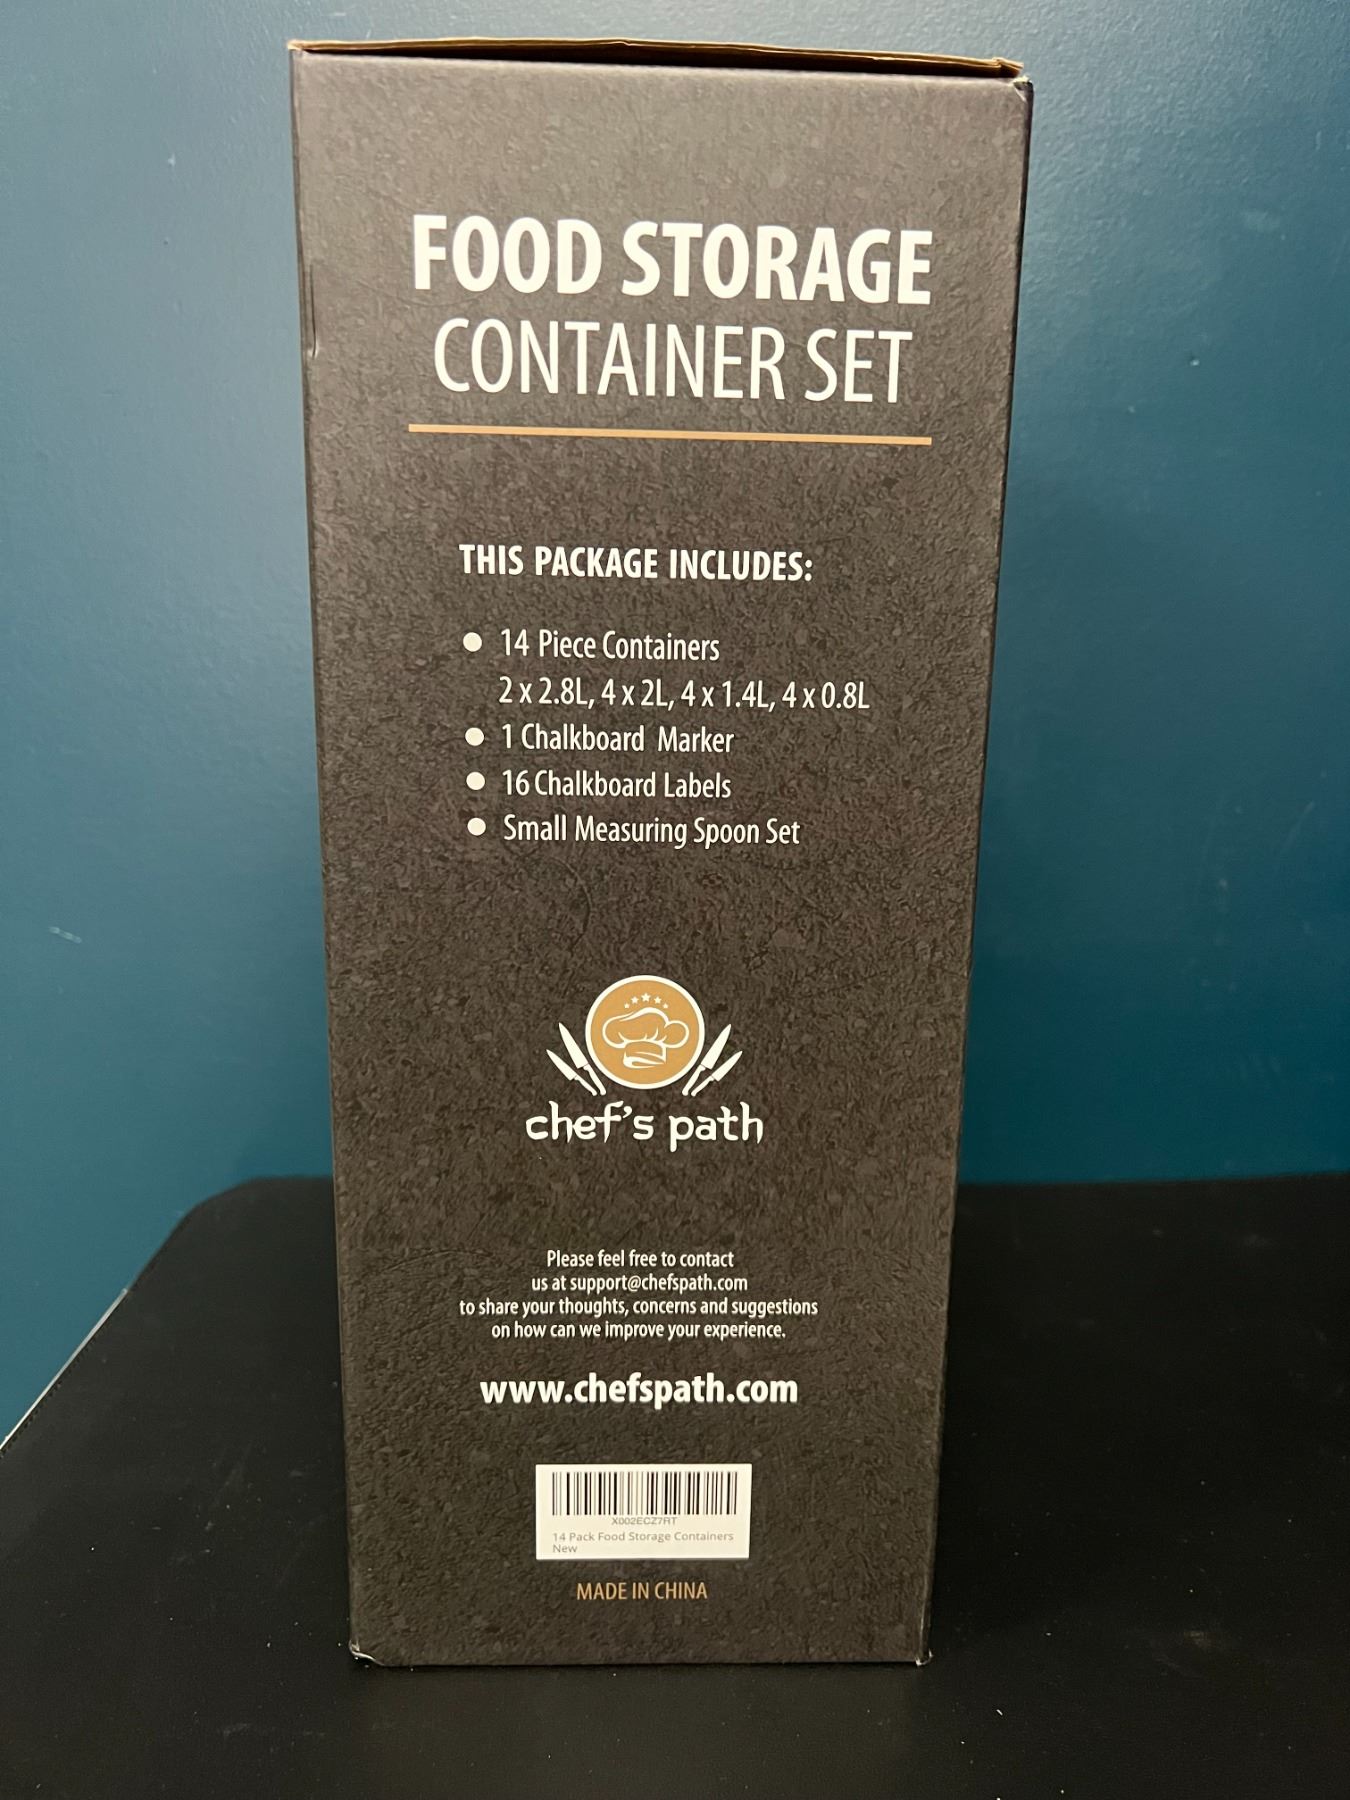 FOOD STORAGE
CONTAINER SET
THIS PACKAGE INCLUDES:
● 14 Piece Containers
2 x 2.8L, 4 x 2L, 4 x 1.4L, 4 x 0.8L
● 1 Chalkboard Marker
● 16 Chalkboard Labels
● Small Measuring Spoon Set
chef's path
Please feel free to contact
us at support@chefspath.com
to share your thoughts, concerns and suggestions
on how can we improve your experience.
www.chefspath.com
X002ECZ7RT
14 Pack Food Storage Containers
New
MADE IN CHINA